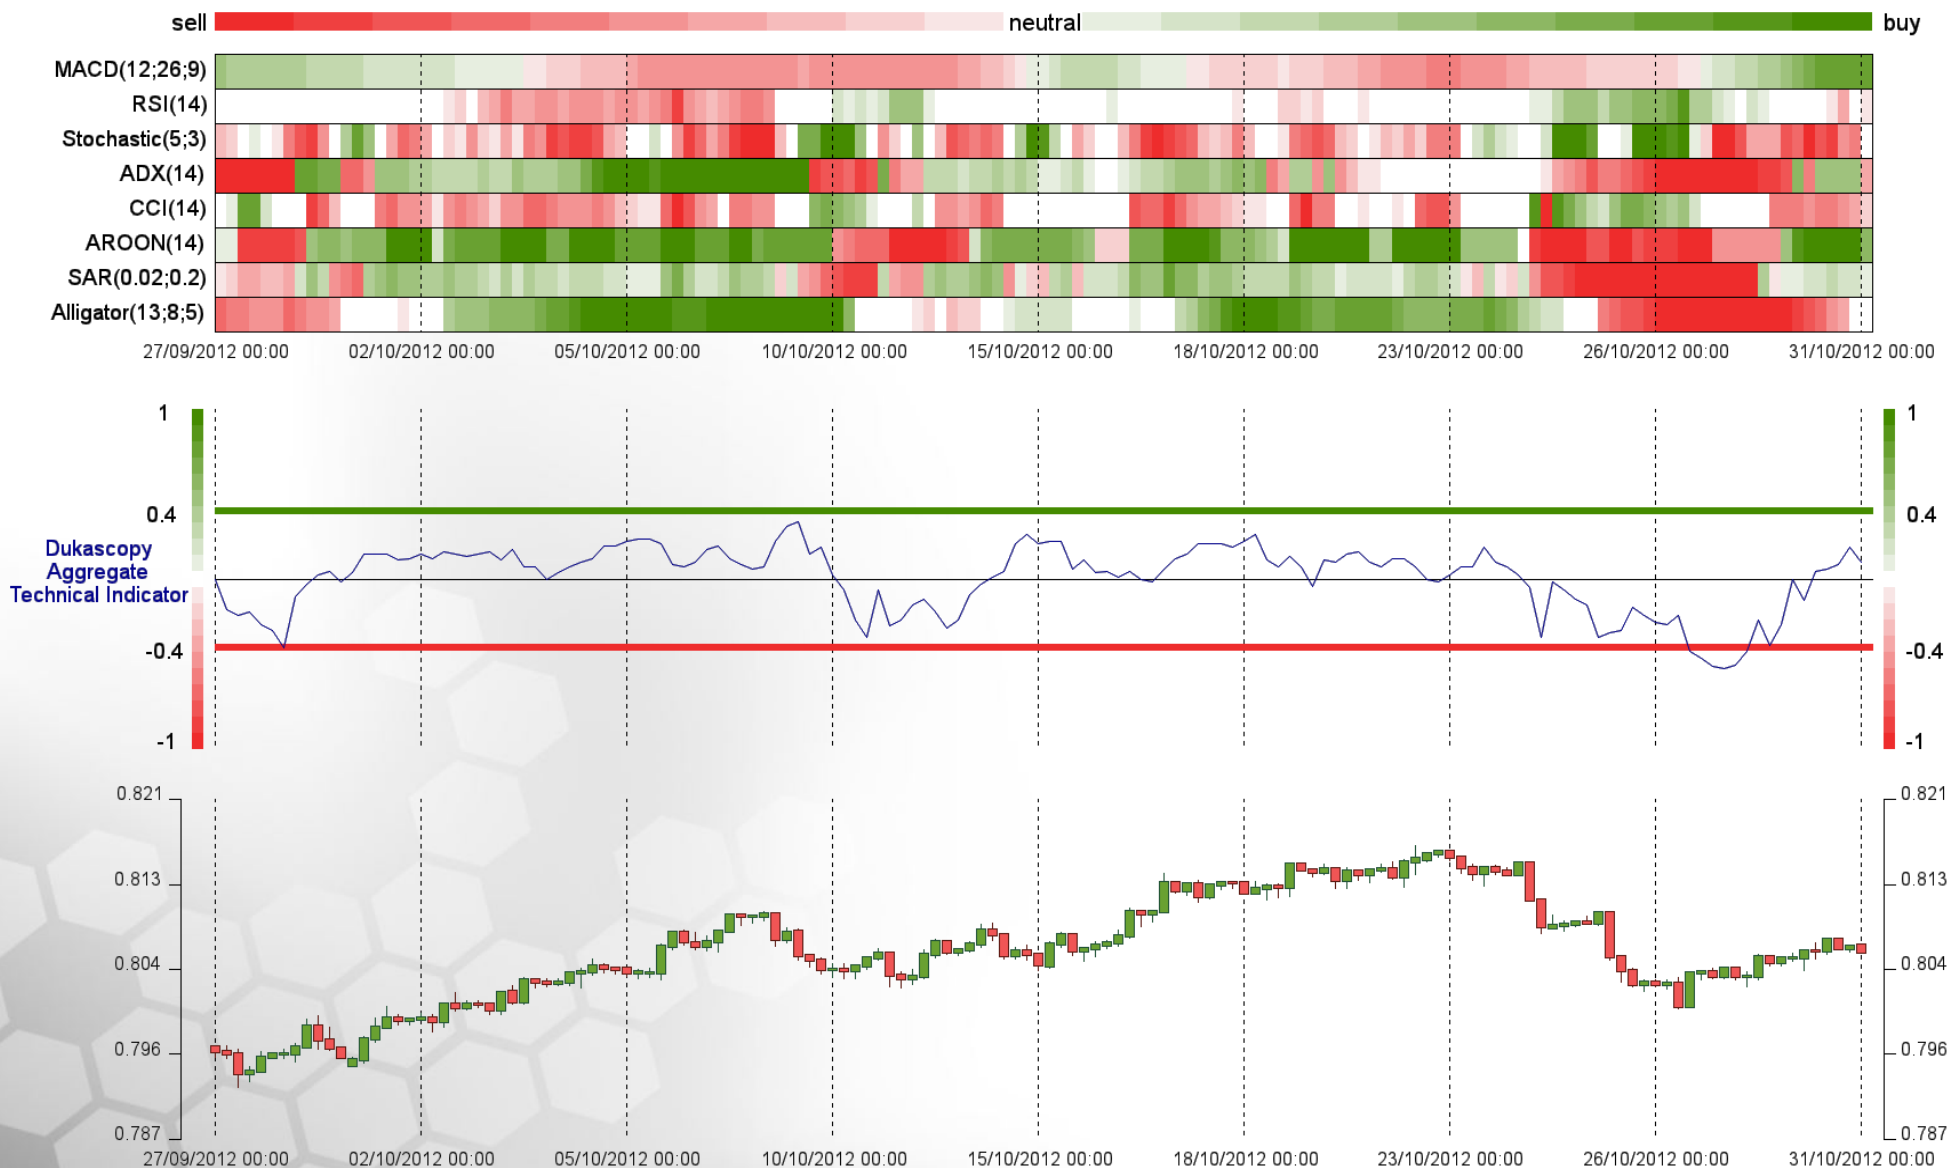 sell neutral buy
MACD(12;26;9)
RSI(14)
Stochastic(5;3)
ADX(14)
CCI(14)
AROON(14)
SAR(0.02;0.2)
Alligator(13;8;5)
27/09/2012 00:00 02/10/2012 00:00 05/10/2012 00:00 10/10/2012 00:00 15/10/2012 00:00 18/10/2012 00:00 23/10/2012 00:00 26/10/2012 00:00 31/10/2012 00:00
1 1
0.4 0.4
Dukascopy
Aggregate
Technical Indicator
-0.4 -0.4
-1 -1
0.821 0.821
0.813 0.813
0.804 0.804
0.796 0.796
0.787 0.787
27/09/2012 00:00 02/10/2012 00:00 05/10/2012 00:00 10/10/2012 00:00 15/10/2012 00:00 18/10/2012 00:00 23/10/2012 00:00 26/10/2012 00:00 31/10/2012 00:00